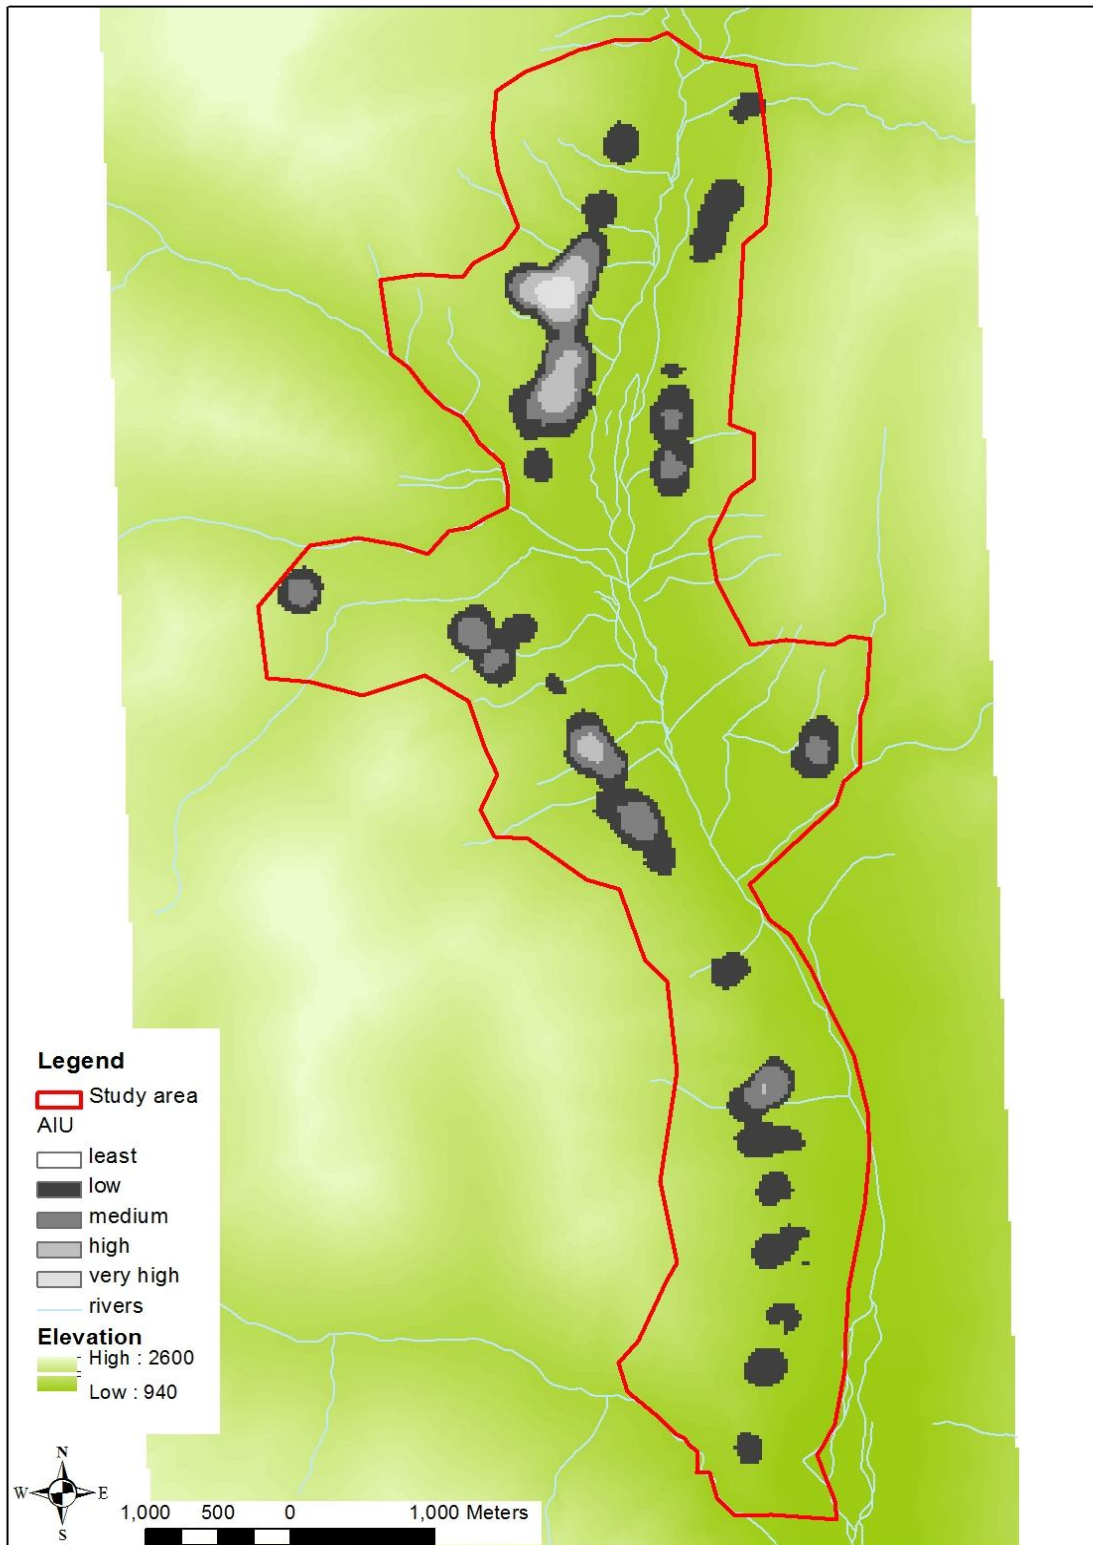 Legend
Study area
AIU
least
low
medium
high
very high
rivers
Elevation
High : 2600
Low : 940
N
W E
S
1,000 500 0 1,000 Meters